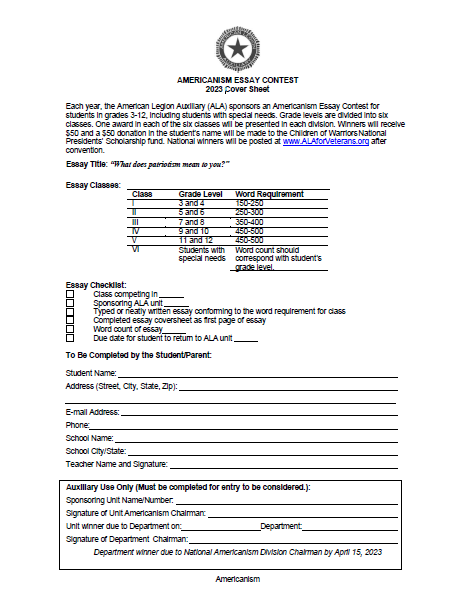 AMERICANISM ESSAY CONTEST
2023 Cover Sheet
Each year, the American Legion Auxiliary (ALA) sponsors an Americanism Essay Contest for
students in grades 3-12, including students with special needs. Grade levels are divided into six
classes. One award in each of the six classes will be presented in each division. Winners will receive
$50 and a $50 donation in the student's name will be made to the Children of Warriors National
Presidents' Scholarship fund. National winners will be posted at www.ALAforVeterans.org after
convention.
Essay Title: "What does patriotism mean to you?"
Essay Classes:
Class Grade Level Word Requirement
I 3 and 4 150-250
II 5 and 6 250-300
III 7 and 8 350-400
IV 9 and 10 450-500
V 11 and 12 450-500
VI Students with Word count should
special needs correspond with student's
grade level.
Essay Checklist:
Class competing in ______
Sponsoring ALA unit ______
Typed or neatly written essay conforming to the word requirement for class
Completed essay coversheet as first page of essay
Word count of essay______
Due date for student to return to ALA unit ______
To Be Completed by the Student/Parent:
Student Name:
Address (Street, City, State, Zip):
E-mail Address:
Phone:
School Name:
School City/State:
Teacher Name and Signature:
Auxiliary Use Only (Must be completed for entry to be considered.):
Sponsoring Unit Name/Number:
Signature of Unit Americanism Chairman:
Unit winner due to Department on: Department:
Signature of Department Chairman:
Department winner due to National Americanism Division Chairman by April 15, 2023
Americanism